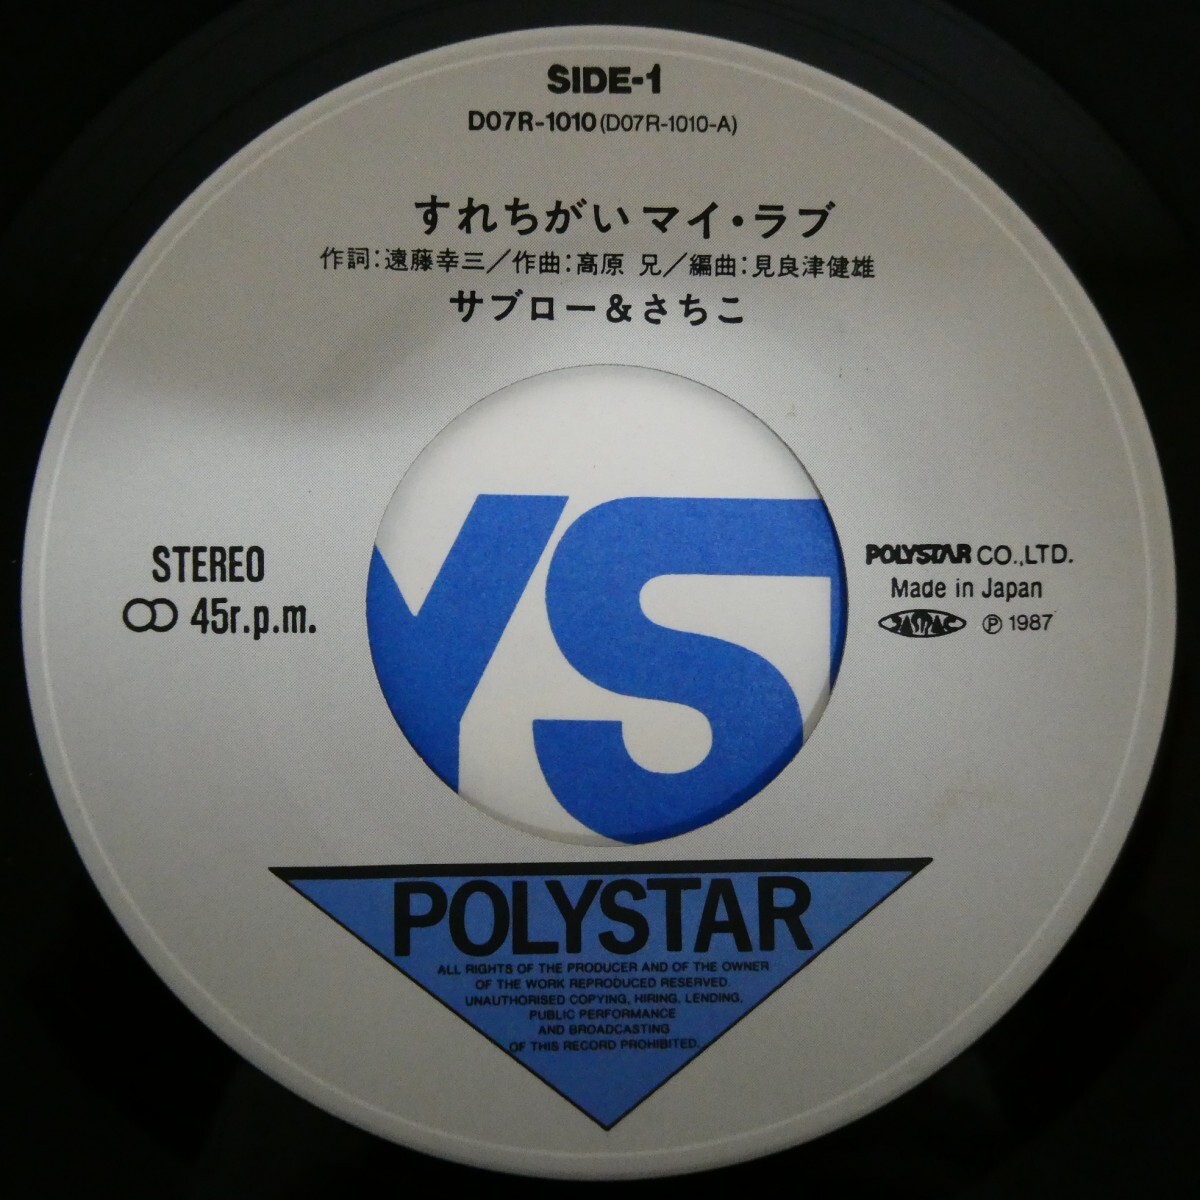 SIDE-1
D07R-1010 (D07R-1010-A)
すれちがい マイ・ラブ
作詞：遠藤幸三／作曲：高原 兄／編曲：見良津健雄
サブロー&さちこ
YST
STEREO
45r.p.m.
POLYSTAR CO.,LTD.
Made in Japan
JASRAC Ⓟ 1987
POLYSTAR
ALL RIGHTS OF THE PRODUCER AND OF THE OWNER
OF THE WORK REPRODUCED RESERVED.
UNAUTHORISED COPYING, HIRING, LENDING,
PUBLIC PERFORMANCE
AND BROADCASTING
OF THIS RECORD PROHIBITED.